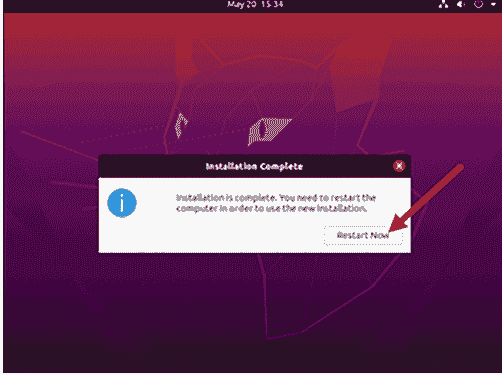 May 20 15:34
Installation Complete
Installation is complete. You need to restart the
computer in order to use the new installation.
Restart Now